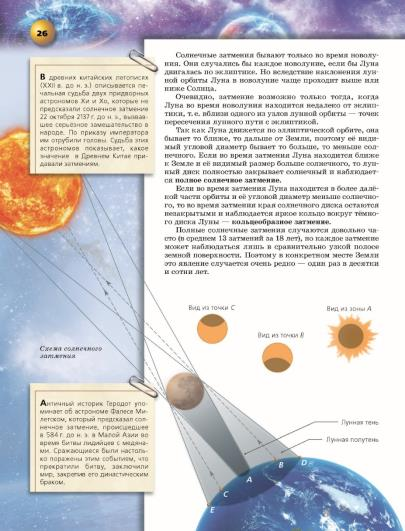 26
В древних китайских летописях
(XXII в. до н. э.) описывается пе-
чальная судьба двух придворных
астрономов Хи и Хо, которые не
предсказали солнечное затмение
22 октября 2137 г. до н. э., вызвав-
шее серьёзное замешательство в
народе. По приказу императора
им отрубили головы. Судьба этих
астрономов показывает, какое
значение в Древнем Китае при-
давали затмениям.
Солнечные затмения бывают только во время новолу-
ния. Они случались бы каждое новолуние, если бы Луна
двигалась по эклиптике. Но вследствие наклонения лун-
ной орбиты Луна в новолуние чаще проходит выше или
ниже Солнца.
Очевидно, затмение возможно только тогда, когда
Луна во время новолуния находится недалеко от эклип-
тики, т. е. вблизи одного из узлов лунной орбиты — точек
пересечения лунного пути с эклиптикой.
Так как Луна движется по эллиптической орбите, она
бывает то ближе, то дальше от Земли, поэтому её види-
мый угловой диаметр бывает то больше, то меньше сол-
нечного. Если во время затмения Луна находится ближе
к Земле и её видимый размер больше солнечного, то лун-
ный диск полностью закрывает солнечный и наблюдает-
ся полное солнечное затмение.
Если во время затмения Луна находится в более далё-
кой части орбиты и её угловой диаметр меньше солнечно-
го, то во время затмения края солнечного диска остаются
незакрытыми и наблюдается яркое кольцо вокруг тёмно-
го диска Луны — кольцеобразное затмение.
Полные солнечные затмения случаются довольно ча-
сто (в среднем 13 затмений за 18 лет), но каждое затмение
может наблюдаться лишь в сравнительно узкой полосе
земной поверхности. Поэтому в конкретном месте Земли
это явление случается очень редко — один раз в десятки
и сотни лет.
Вид из точки C
Вид из точки B
Вид из зоны A
Схема солнечного
затмения
Античный историк Геродот упо-
минает об астрономе Фалесе Ми-
летском, который предсказал сол-
нечное затмение, происшедшее
в 584 г. до н. э. в Малой Азии во
время битвы лидийцев с мидяна-
ми. Сражающиеся были настоль-
ко поражены этим событием, что
прекратили битву, заключили
мир, закрепив его династическим
браком.
Лунная тень
Лунная полутень
A
B
C
D
E